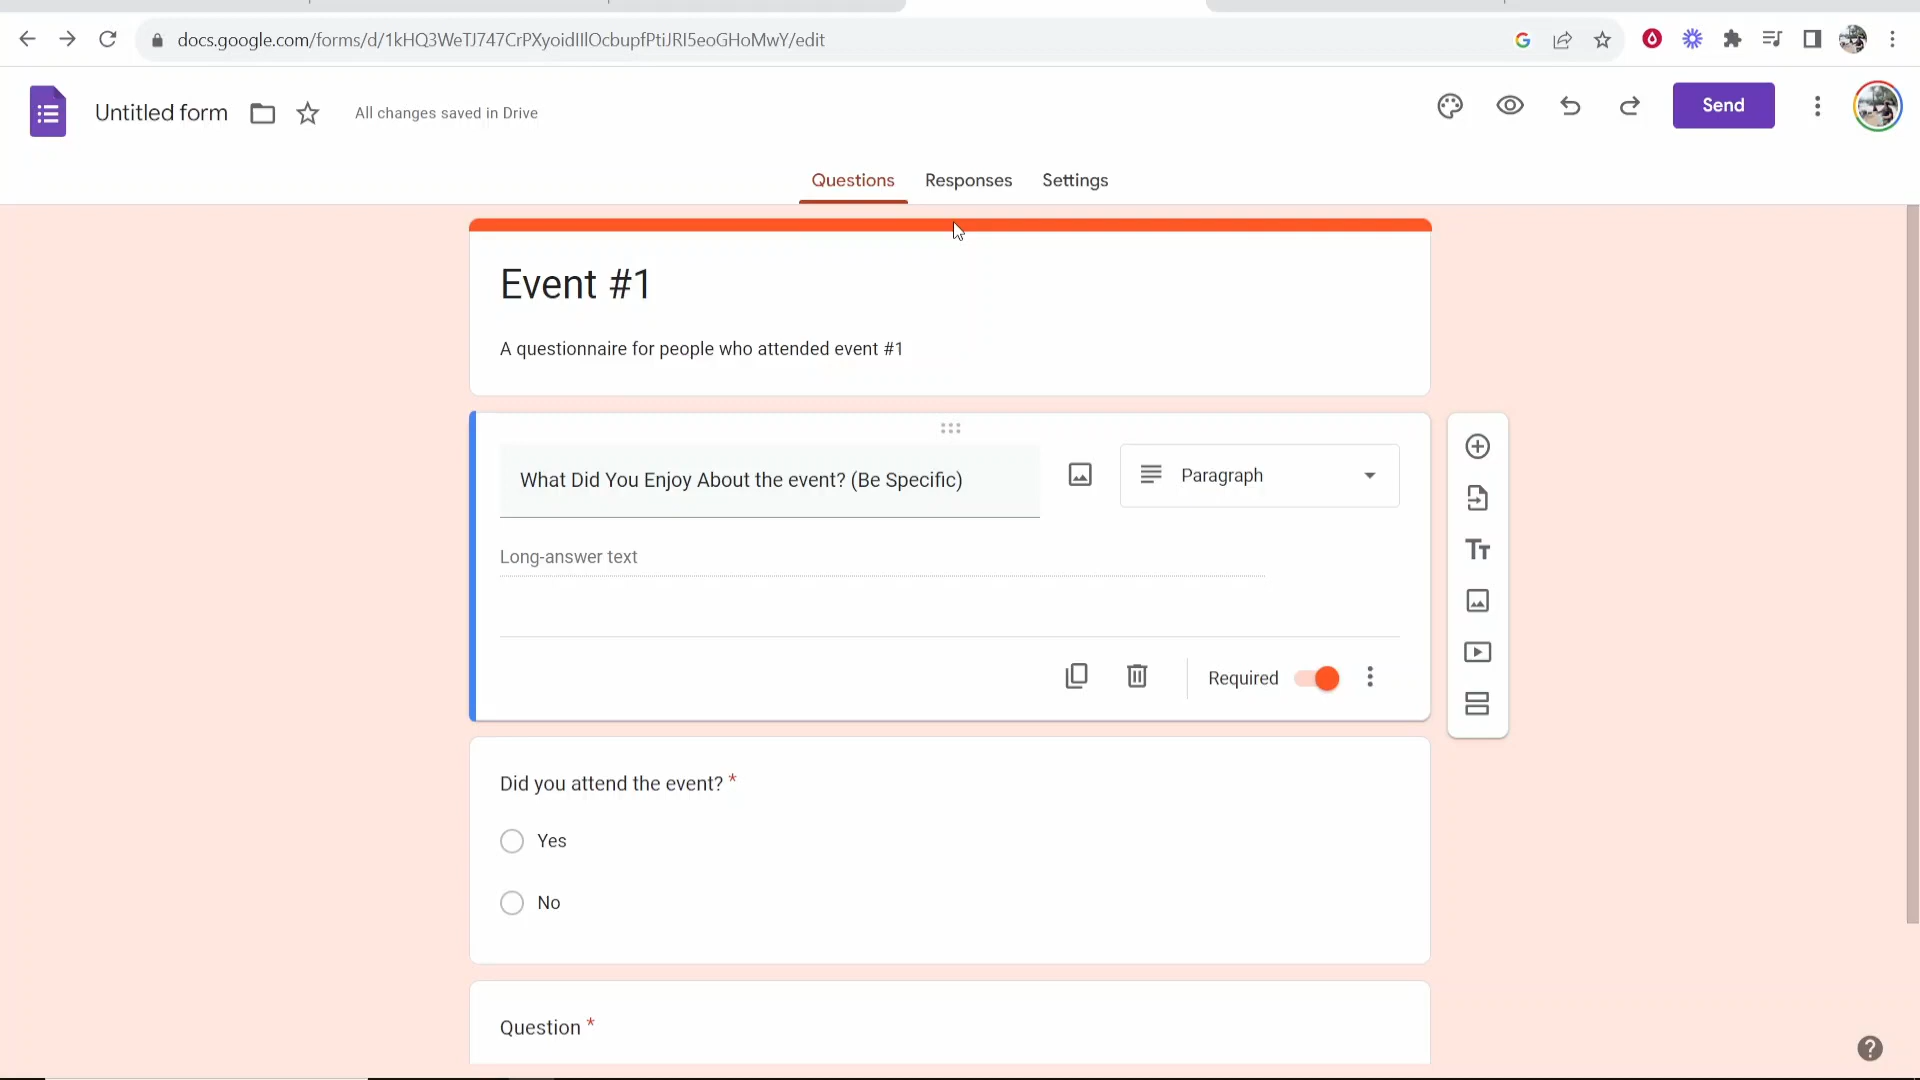 docs.google.com/forms/d/1kHQ3WeTJ747CrPXyoidIIlOcbupfPtiJRI5eoGHoMwY/edit
Untitled form
All changes saved in Drive
Send
Questions
Responses
Settings
Event #1
A questionnaire for people who attended event #1
What Did You Enjoy About the event? (Be Specific)
Paragraph
Long-answer text
Required
Did you attend the event? *
Yes
No
Question *